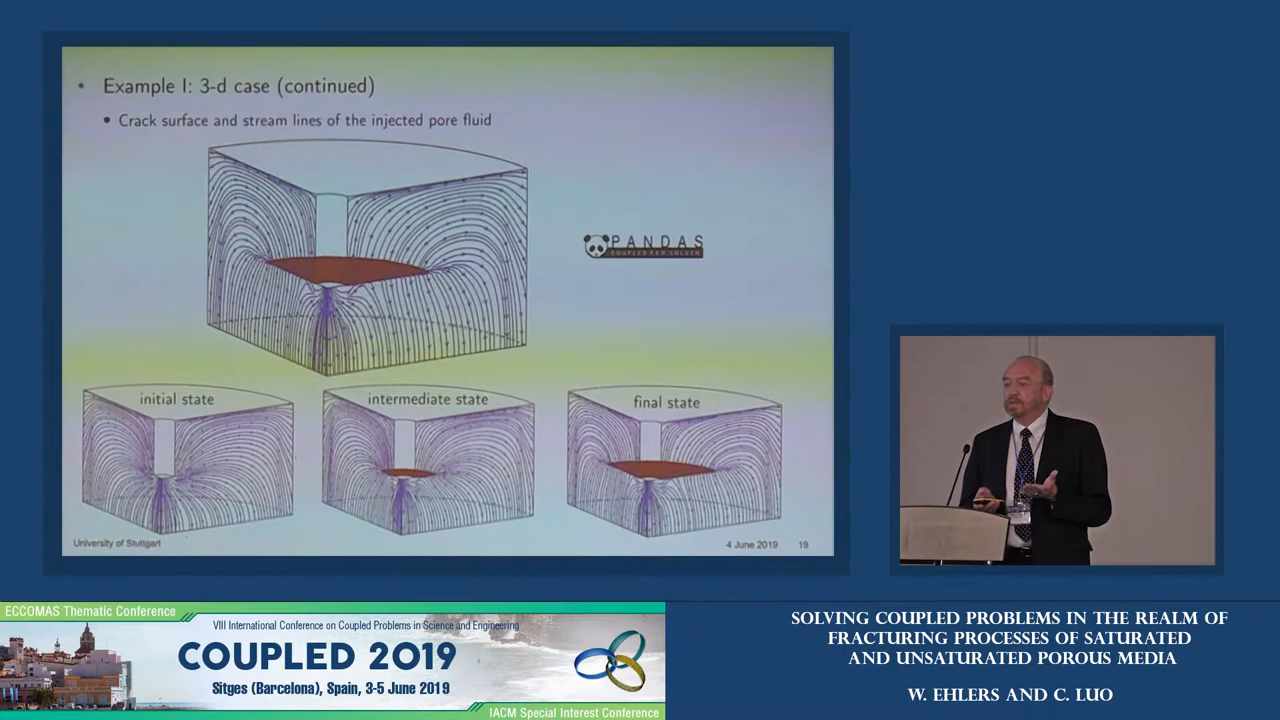 • Example I: 3-d case (continued)
• Crack surface and stream lines of the injected pore fluid
PANDAS
COUPLED FEM SOLVER
initial state
intermediate state
final state
University of Stuttgart
4 June 2019 19
ECCOMAS Thematic Conference
VIII International Conference on Coupled Problems in Science and Engineering
COUPLED 2019
Sitges (Barcelona), Spain, 3-5 June 2019
IACM Special Interest Conference
SOLVING COUPLED PROBLEMS IN THE REALM OF
FRACTURING PROCESSES OF SATURATED
AND UNSATURATED POROUS MEDIA
W. EHLERS AND C. LUO